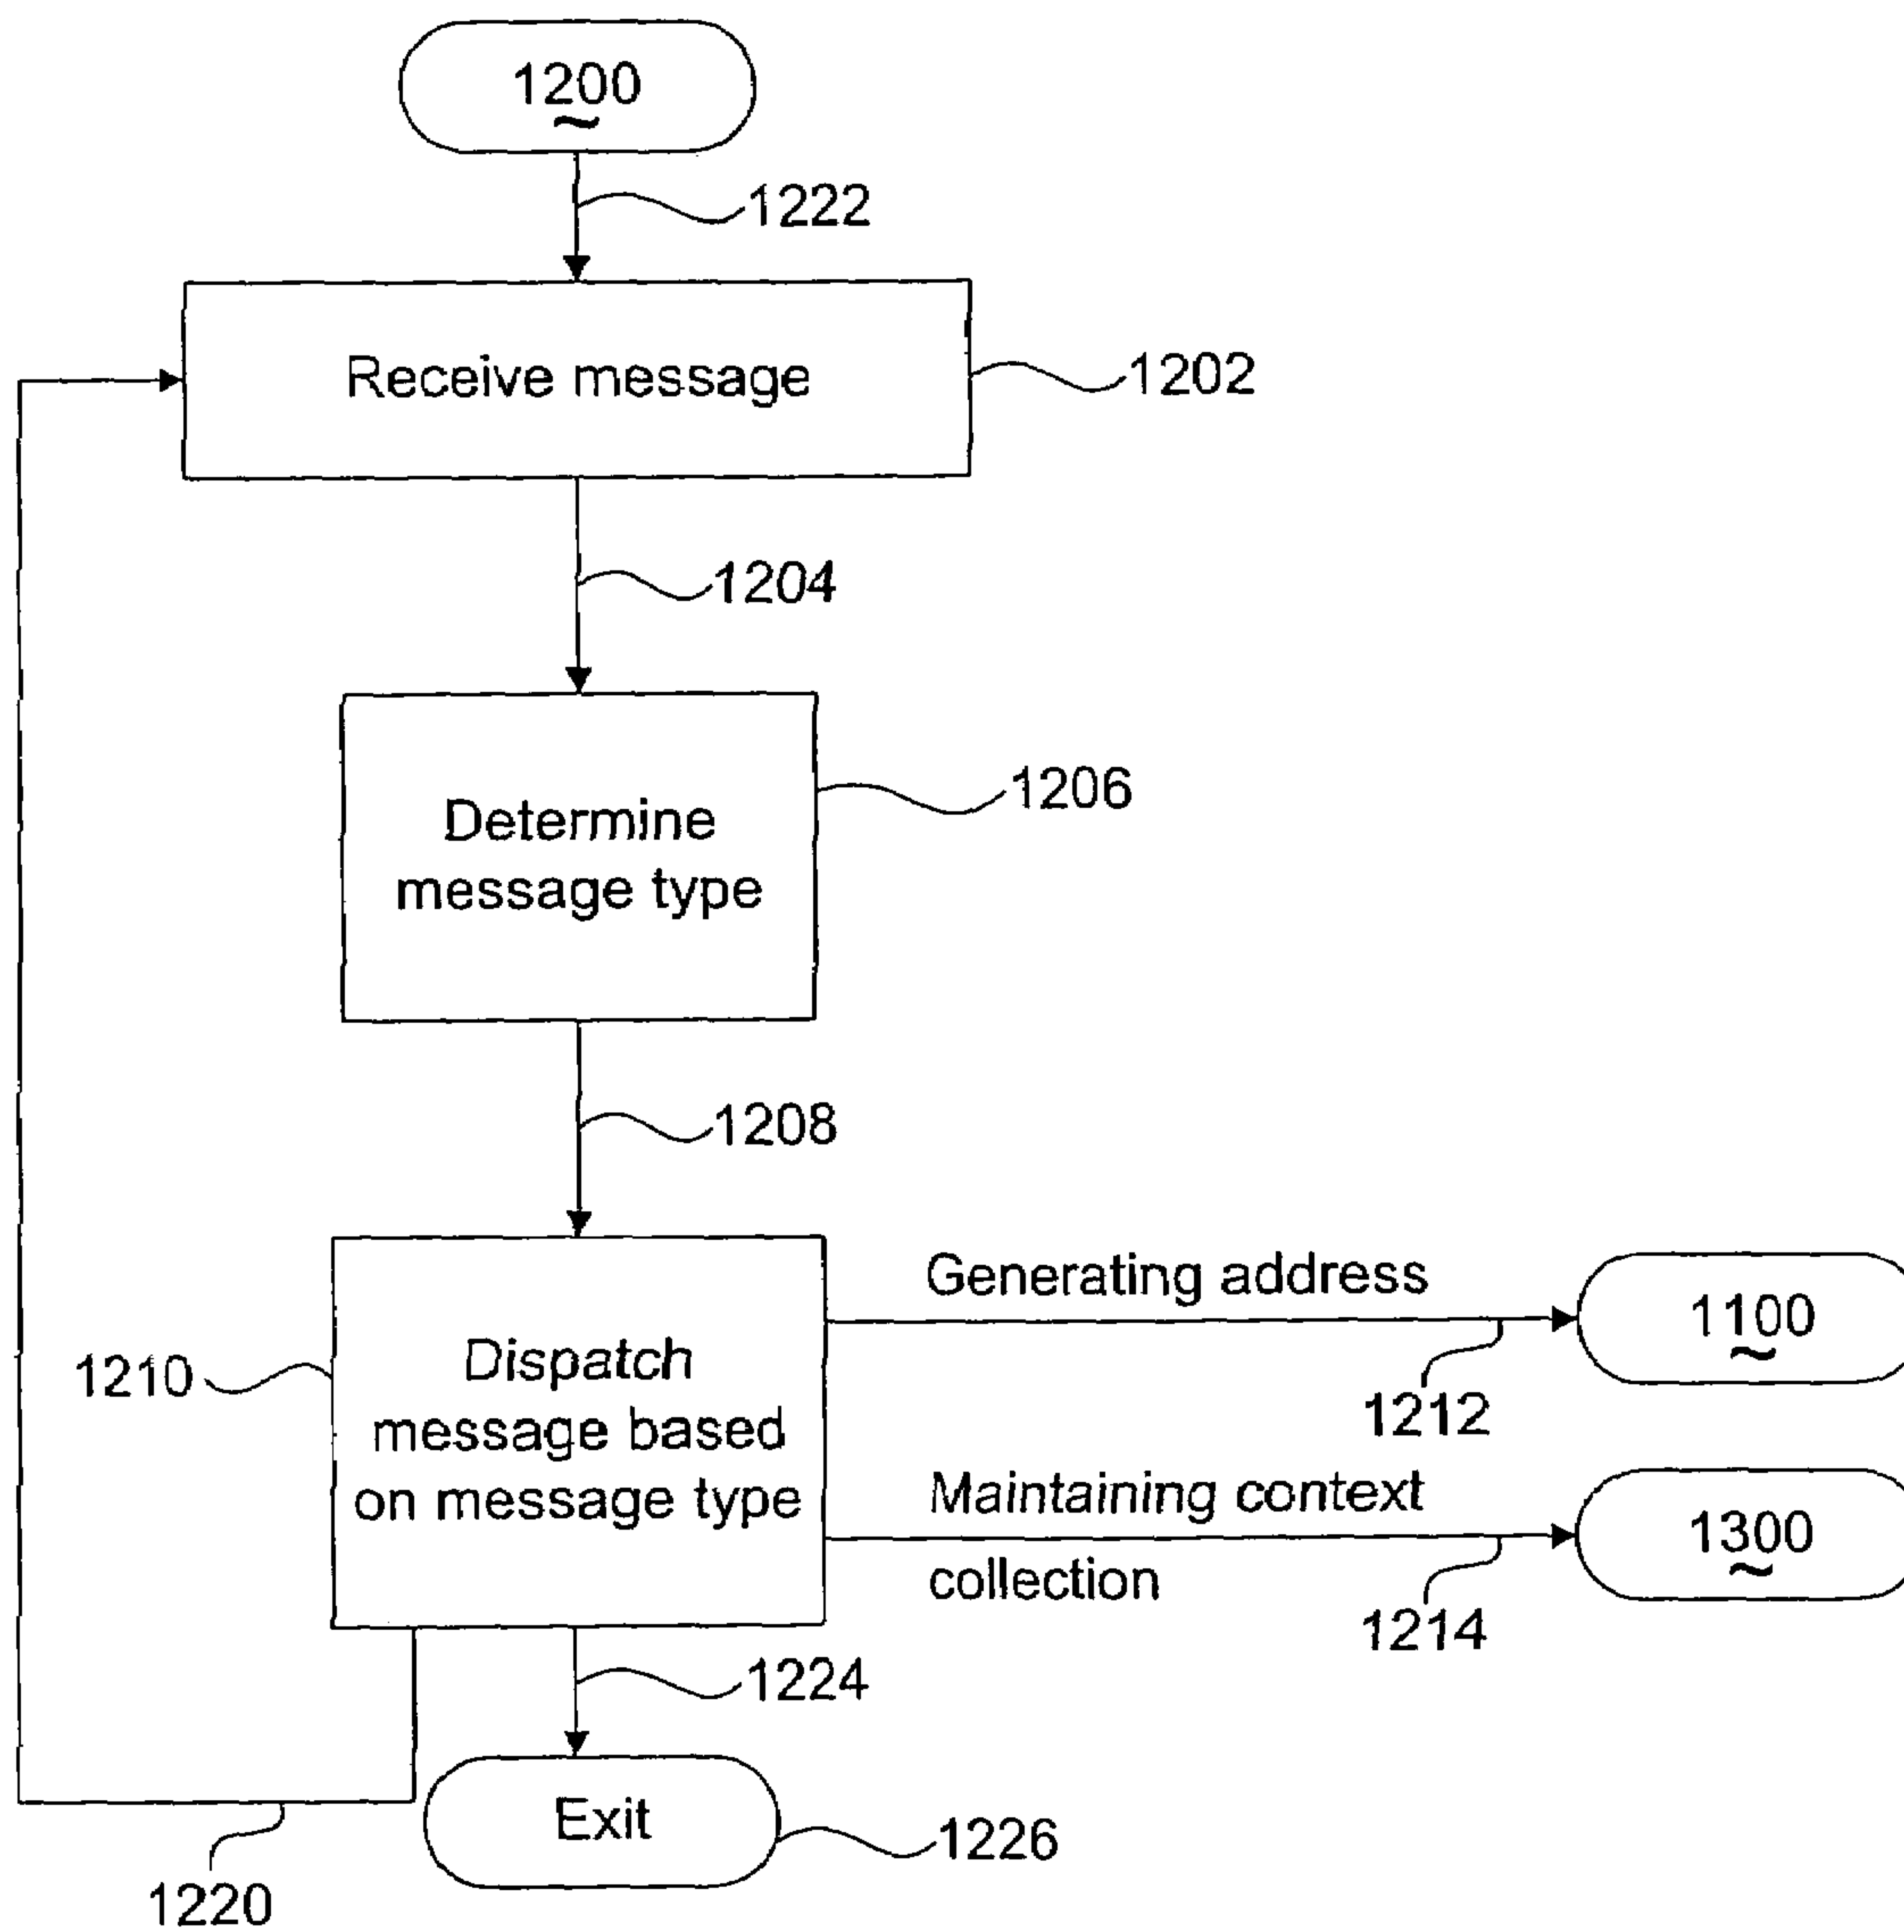 1200
1222
Receive message
1202
1204
Determine
message type
1206
1208
Generating address
1100
1210
Dispatch
message based
on message type
1212
Maintaining context
collection
1300
1214
1224
Exit
1226
1220